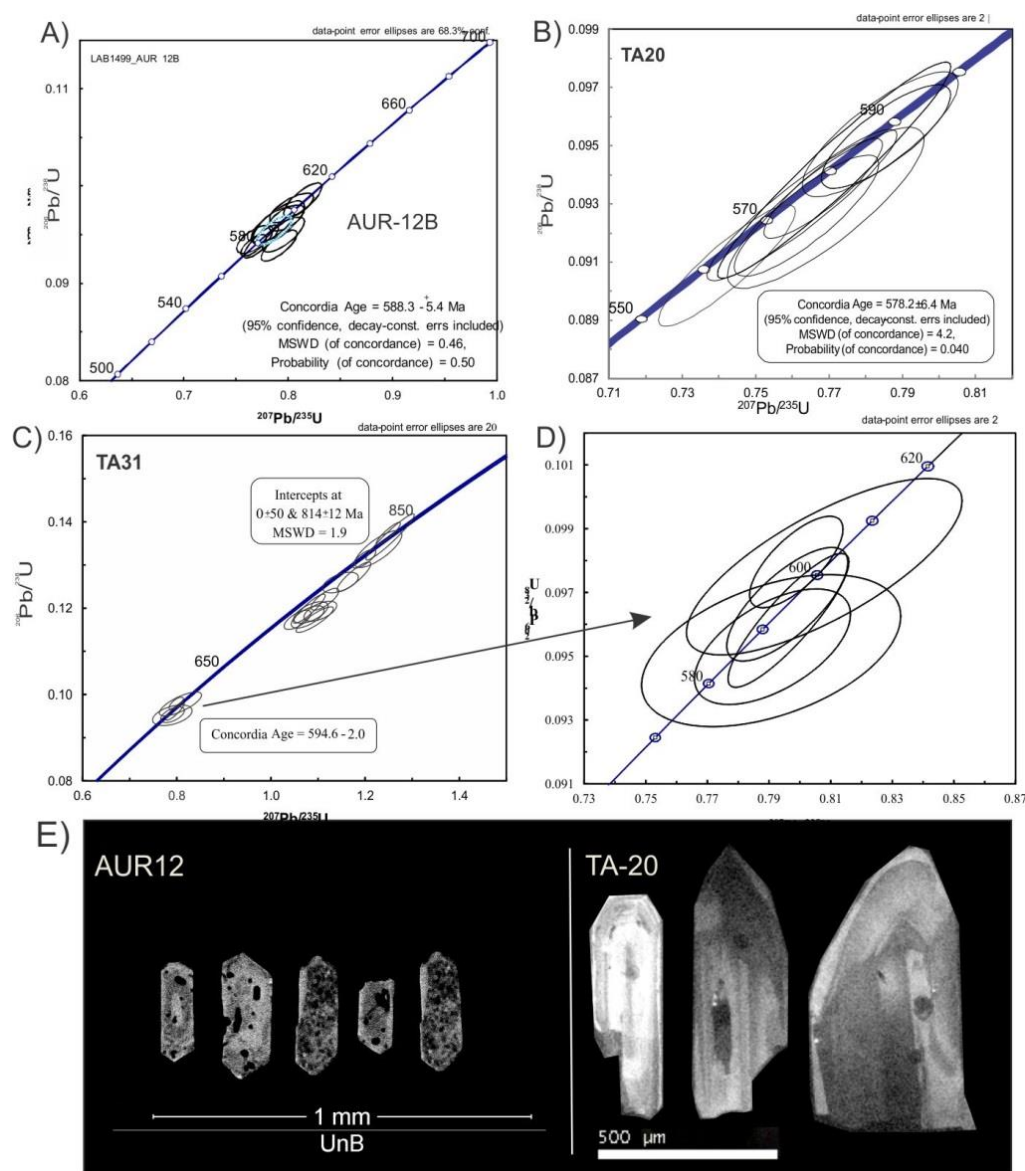 A)
data-point error ellipses are 68.3% conf.
LAB1499_AUR 12B
700
0.11
660
620
AUR-12B
580
0.09
540
500
0.08
Concordia Age = 588.3 ± 5.4 Ma
(95% confidence, decay-const. errs included)
MSWD (of concordance) = 0.46,
Probability (of concordance) = 0.50
0.6
0.7
0.8
0.9
1.0
207Pb/235U
B)
data-point error ellipses are 2
TA20
0.099
0.097
0.095
0.093
0.091
0.089
0.087
590
570
550
Concordia Age = 578.2±6.4 Ma
(95% confidence, decay-const. errs included)
MSWD (of concordance) = 4.2,
Probability (of concordance) = 0.040
0.71
0.73
0.75
0.77
0.79
0.81
207Pb/235U
C)
data-point error ellipses are 2σ
TA31
0.16
0.14
0.12
0.10
0.08
Intercepts at
0±50 & 814±12 Ma
MSWD = 1.9
850
650
Concordia Age = 594.6 - 2.0
0.6
0.8
1.0
1.2
1.4
207Pb/235U
D)
data-point error ellipses are 2
0.101
0.099
0.097
0.095
0.093
0.091
620
600
580
0.73
0.75
0.77
0.79
0.81
0.83
0.85
0.87
E)
AUR12
TA-20
1 mm
UnB
500 µm